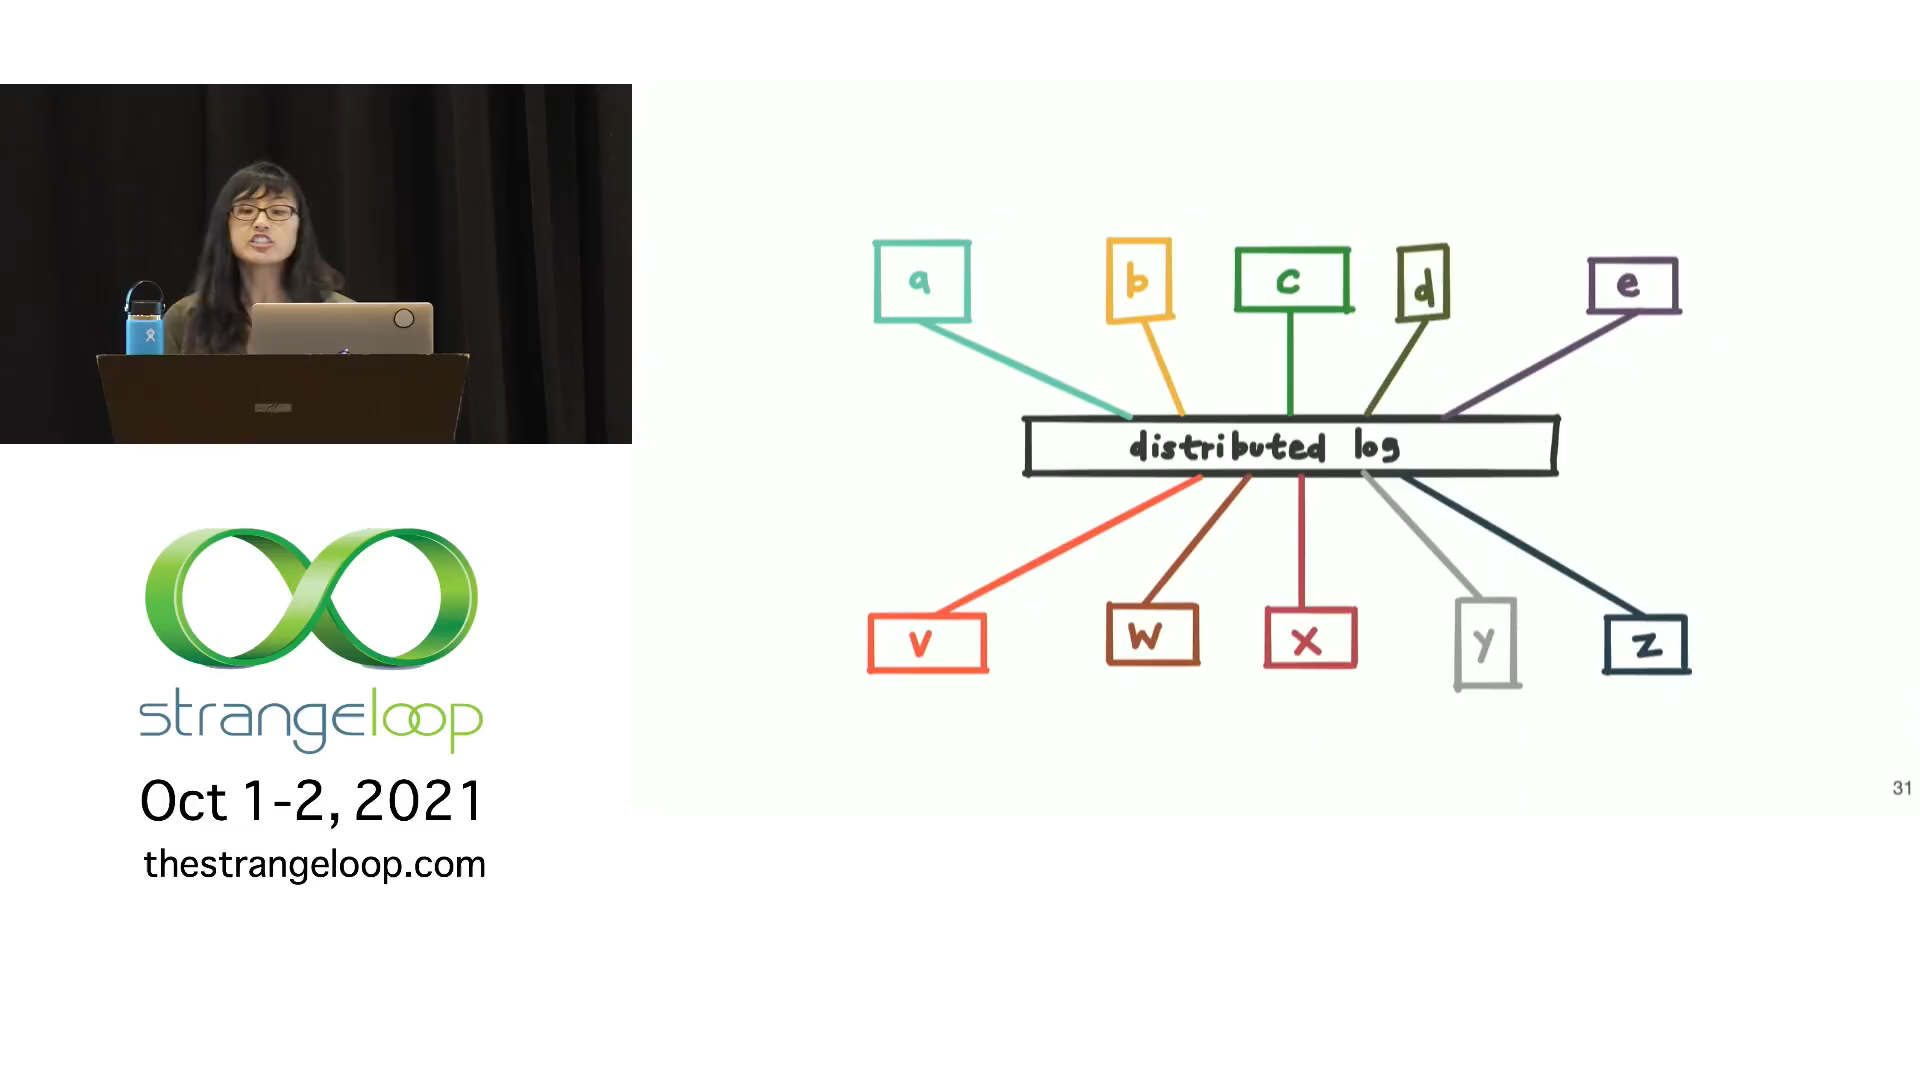 a
b
c
d
e
distributed log
v
w
x
y
z
31
strangeloop
Oct 1-2, 2021
thestrangeloop.com